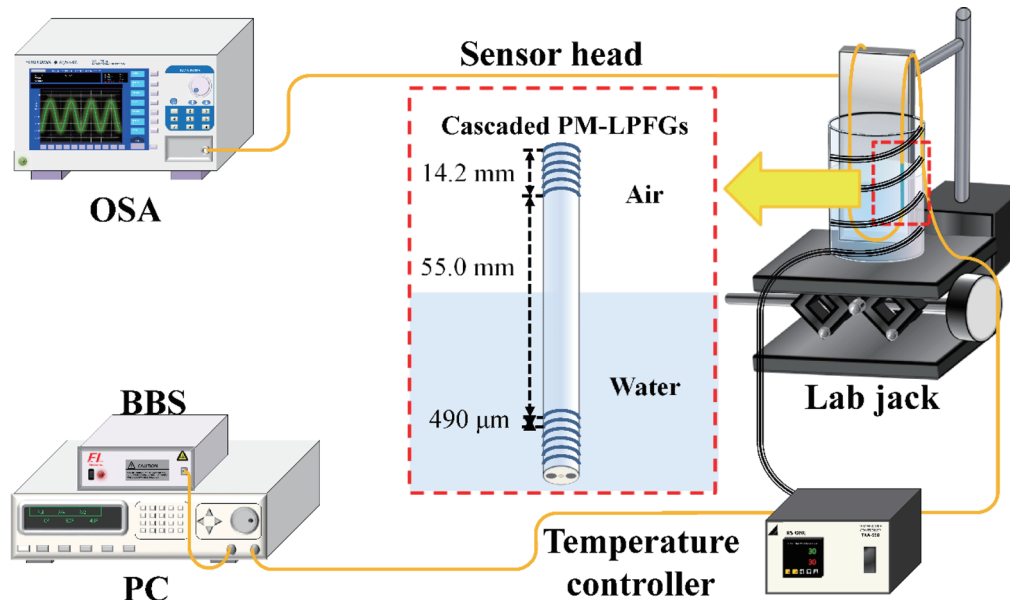 Sensor head
Cascaded PM-LPFGs
14.2 mm
Air
OSA
55.0 mm
Water
490 μm
Lab jack
BBS
CAUTION
PC
Temperature
controller
30
30